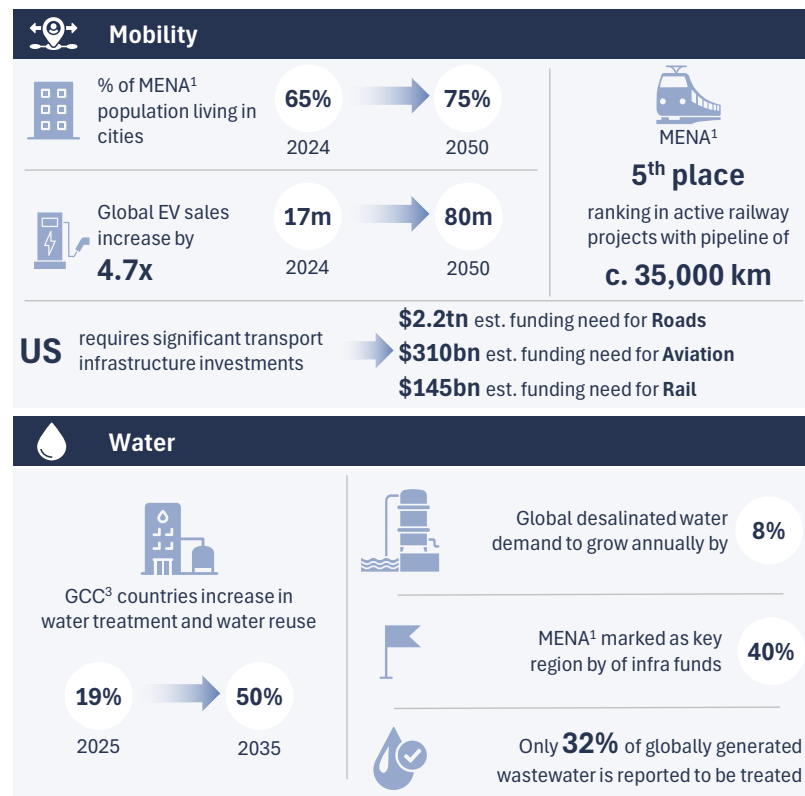 Mobility
% of MENA¹
population living in
cities
65%
75%
2024
2050
Global EV sales
increase by
4.7x
17m
80m
2024
2050
MENA¹
5th place
ranking in active railway
projects with pipeline of
c. 35,000 km
US
requires significant transport
infrastructure investments
$2.2tn est. funding need for Roads
$310bn est. funding need for Aviation
$145bn est. funding need for Rail
Water
GCC³ countries increase in
water treatment and water reuse
19%
50%
2025
2035
Global desalinated water
demand to grow annually by
8%
MENA¹ marked as key
region by of infra funds
40%
Only 32% of globally generated
wastewater is reported to be treated